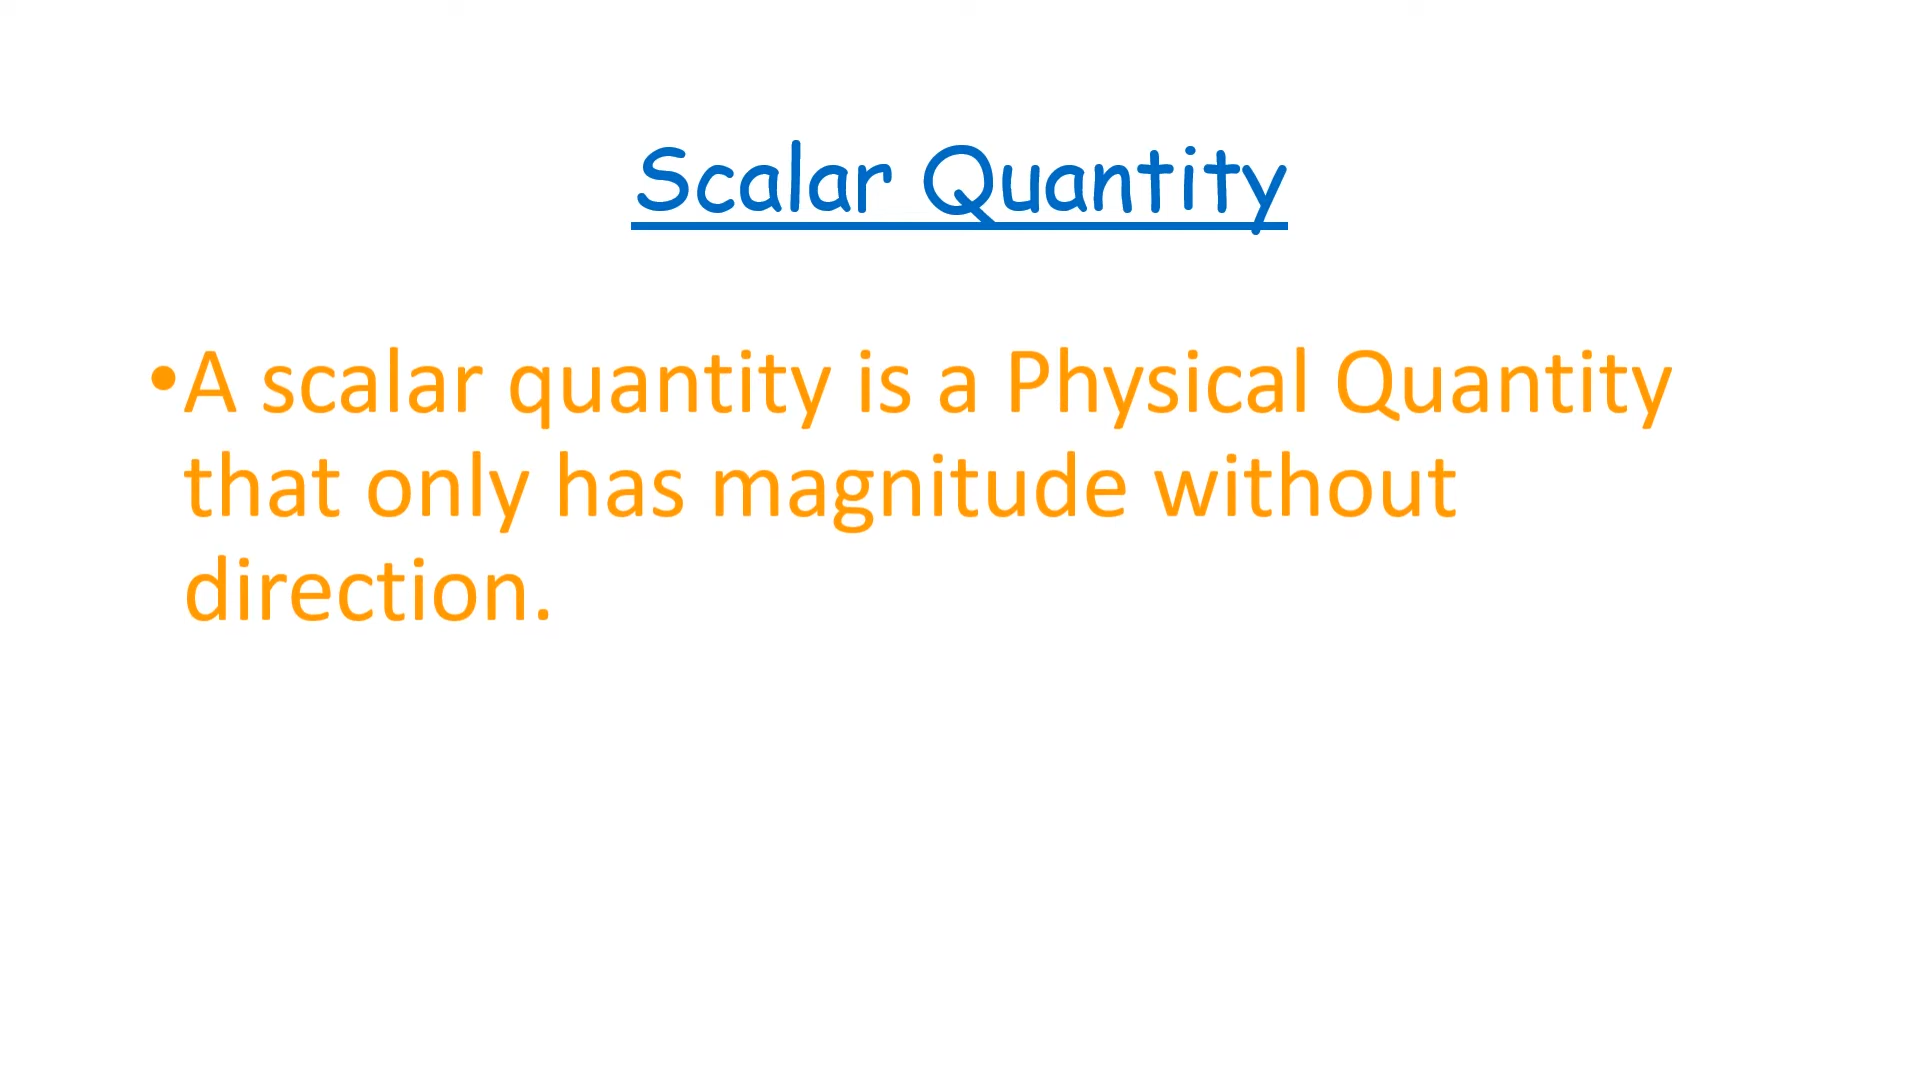 Scalar Quantity
•A scalar quantity is a Physical Quantity
that only has magnitude without
direction.